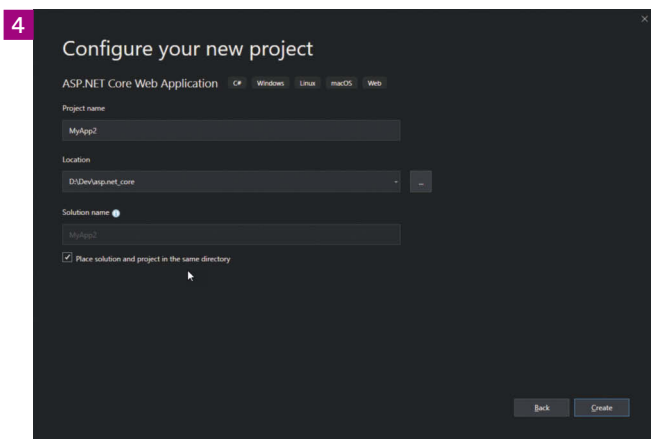 4
Configure your new project
ASP.NET Core Web Application C# Windows Linux macOS Web
Project name
MyApp2
Location
D:\Dev\asp.net_core
...
Solution name
MyApp2
Place solution and project in the same directory
Back Create